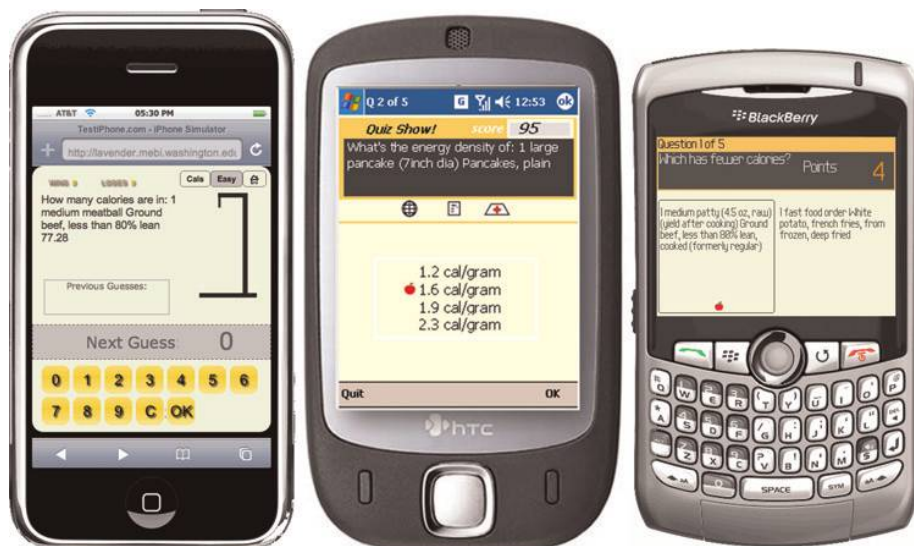 AT&T 05:30 PM
TestiPhone.com - iPhone Simulator
http://lavender.mebi.washington.edu
Cals Easy
How many calories are in: 1
medium meatball Ground
beef, less than 80% lean
77.28
Previous Guesses:
Next Guess: 0
0 1 2 3 4 5 6
7 8 9 C OK
Q 2 of 5 G 12:53 ok
Quiz Show! score 95
What's the energy density of: 1 large
pancake (7inch dia) Pancakes, plain
1.2 cal/gram
1.6 cal/gram
1.9 cal/gram
2.3 cal/gram
Quit OK
hTC
BlackBerry
Question 1 of 5
Which has fewer calories?
Points 4
1 medium patty (4.5 oz, raw)
(yield after cooking) Ground
beef, less than 80% lean,
cooked (formerly regular)
1 fast food order White
potato, french fries, from
frozen, deep fried
Q W E R T Y U I O P
A S D F G H J K L DEL
Z X C V B N M $
SPACE SYM